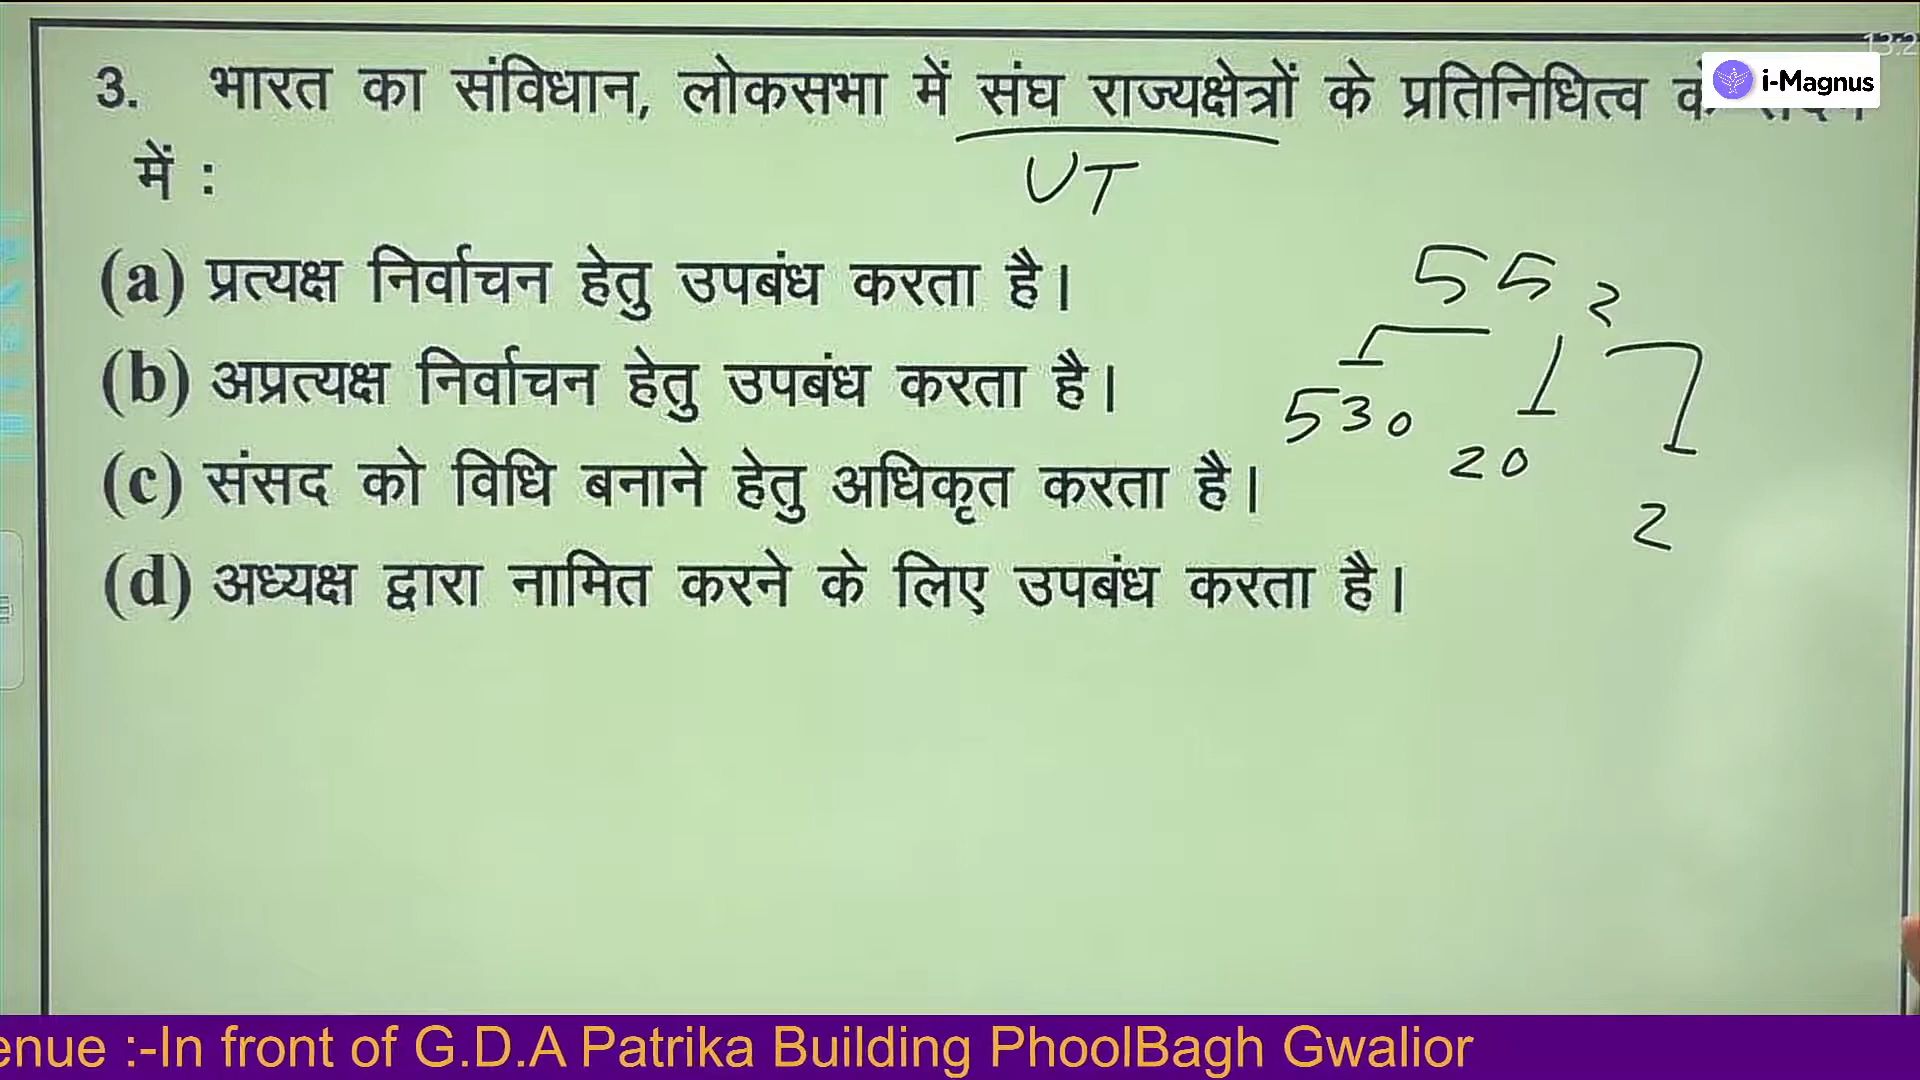 13:2
i-Magnus
3. भारत का संविधान, लोकसभा में संघ राज्यक्षेत्रों के प्रतिनिधित्व
में :
UT
(a) प्रत्यक्ष निर्वाचन हेतु उपबंध करता है।
552
(b) अप्रत्यक्ष निर्वाचन हेतु उपबंध करता है।
530
20
(c) संसद को विधि बनाने हेतु अधिकृत करता है।
2
(d) अध्यक्ष द्वारा नामित करने के लिए उपबंध करता है।
enue :-In front of G.D.A Patrika Building PhoolBagh Gwalior